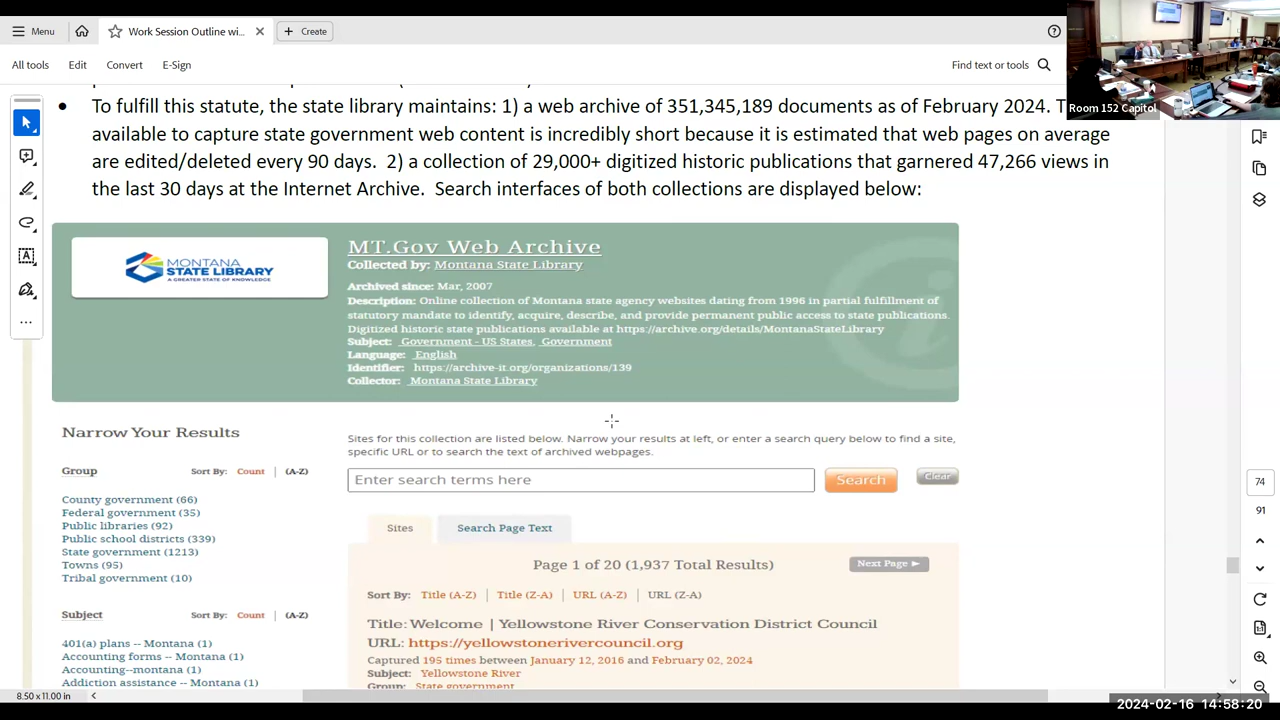 Menu
Work Session Outline wi...
Create
All tools
Edit
Convert
E-Sign
Find text or tools
Room 152 Capitol
• To fulfill this statute, the state library maintains: 1) a web archive of 351,345,189 documents as of February 2024.
available to capture state government web content is incredibly short because it is estimated that web pages on average
are edited/deleted every 90 days. 2) a collection of 29,000+ digitized historic publications that garnered 47,266 views in
the last 30 days at the Internet Archive. Search interfaces of both collections are displayed below:
MONTANA
STATE LIBRARY
A GREATER STATE OF KNOWLEDGE
MT.Gov Web Archive
Collected by: Montana State Library
Archived since: Mar, 2007
Description: Online collection of Montana state agency websites dating from 1996 in partial fulfillment of
statutory mandate to identify, acquire, describe, and provide permanent public access to state publications.
Digitized historic state publications available at https://archive.org/details/MontanaStateLibrary
Subject: Government - US States, Government
Language: English
Identifier: https://archive-it.org/organizations/139
Collector: Montana State Library
Narrow Your Results
Group Sort By: Count | (A-Z)
County government (66)
Federal government (35)
Public libraries (92)
Public school districts (339)
State government (1213)
Towns (95)
Tribal government (10)
Subject Sort By: Count | (A-Z)
401(a) plans -- Montana (1)
Accounting forms -- Montana (1)
Accounting--montana (1)
Addiction assistance -- Montana (1)
Sites for this collection are listed below. Narrow your results at left, or enter a search query below to find a site,
specific URL or to search the text of archived webpages.
Enter search terms here
Search
Clear
Sites
Search Page Text
Page 1 of 20 (1,937 Total Results)
Next Page ►
Sort By: Title (A-Z) | Title (Z-A) | URL (A-Z) | URL (Z-A)
Title: Welcome | Yellowstone River Conservation District Council
URL: https://yellowstonerivercouncil.org
Captured 195 times between January 12, 2016 and February 02, 2024
Subject: Yellowstone River
Group: State government
74
91
8.50 x 11.00 in
2024-02-16 14:58:20